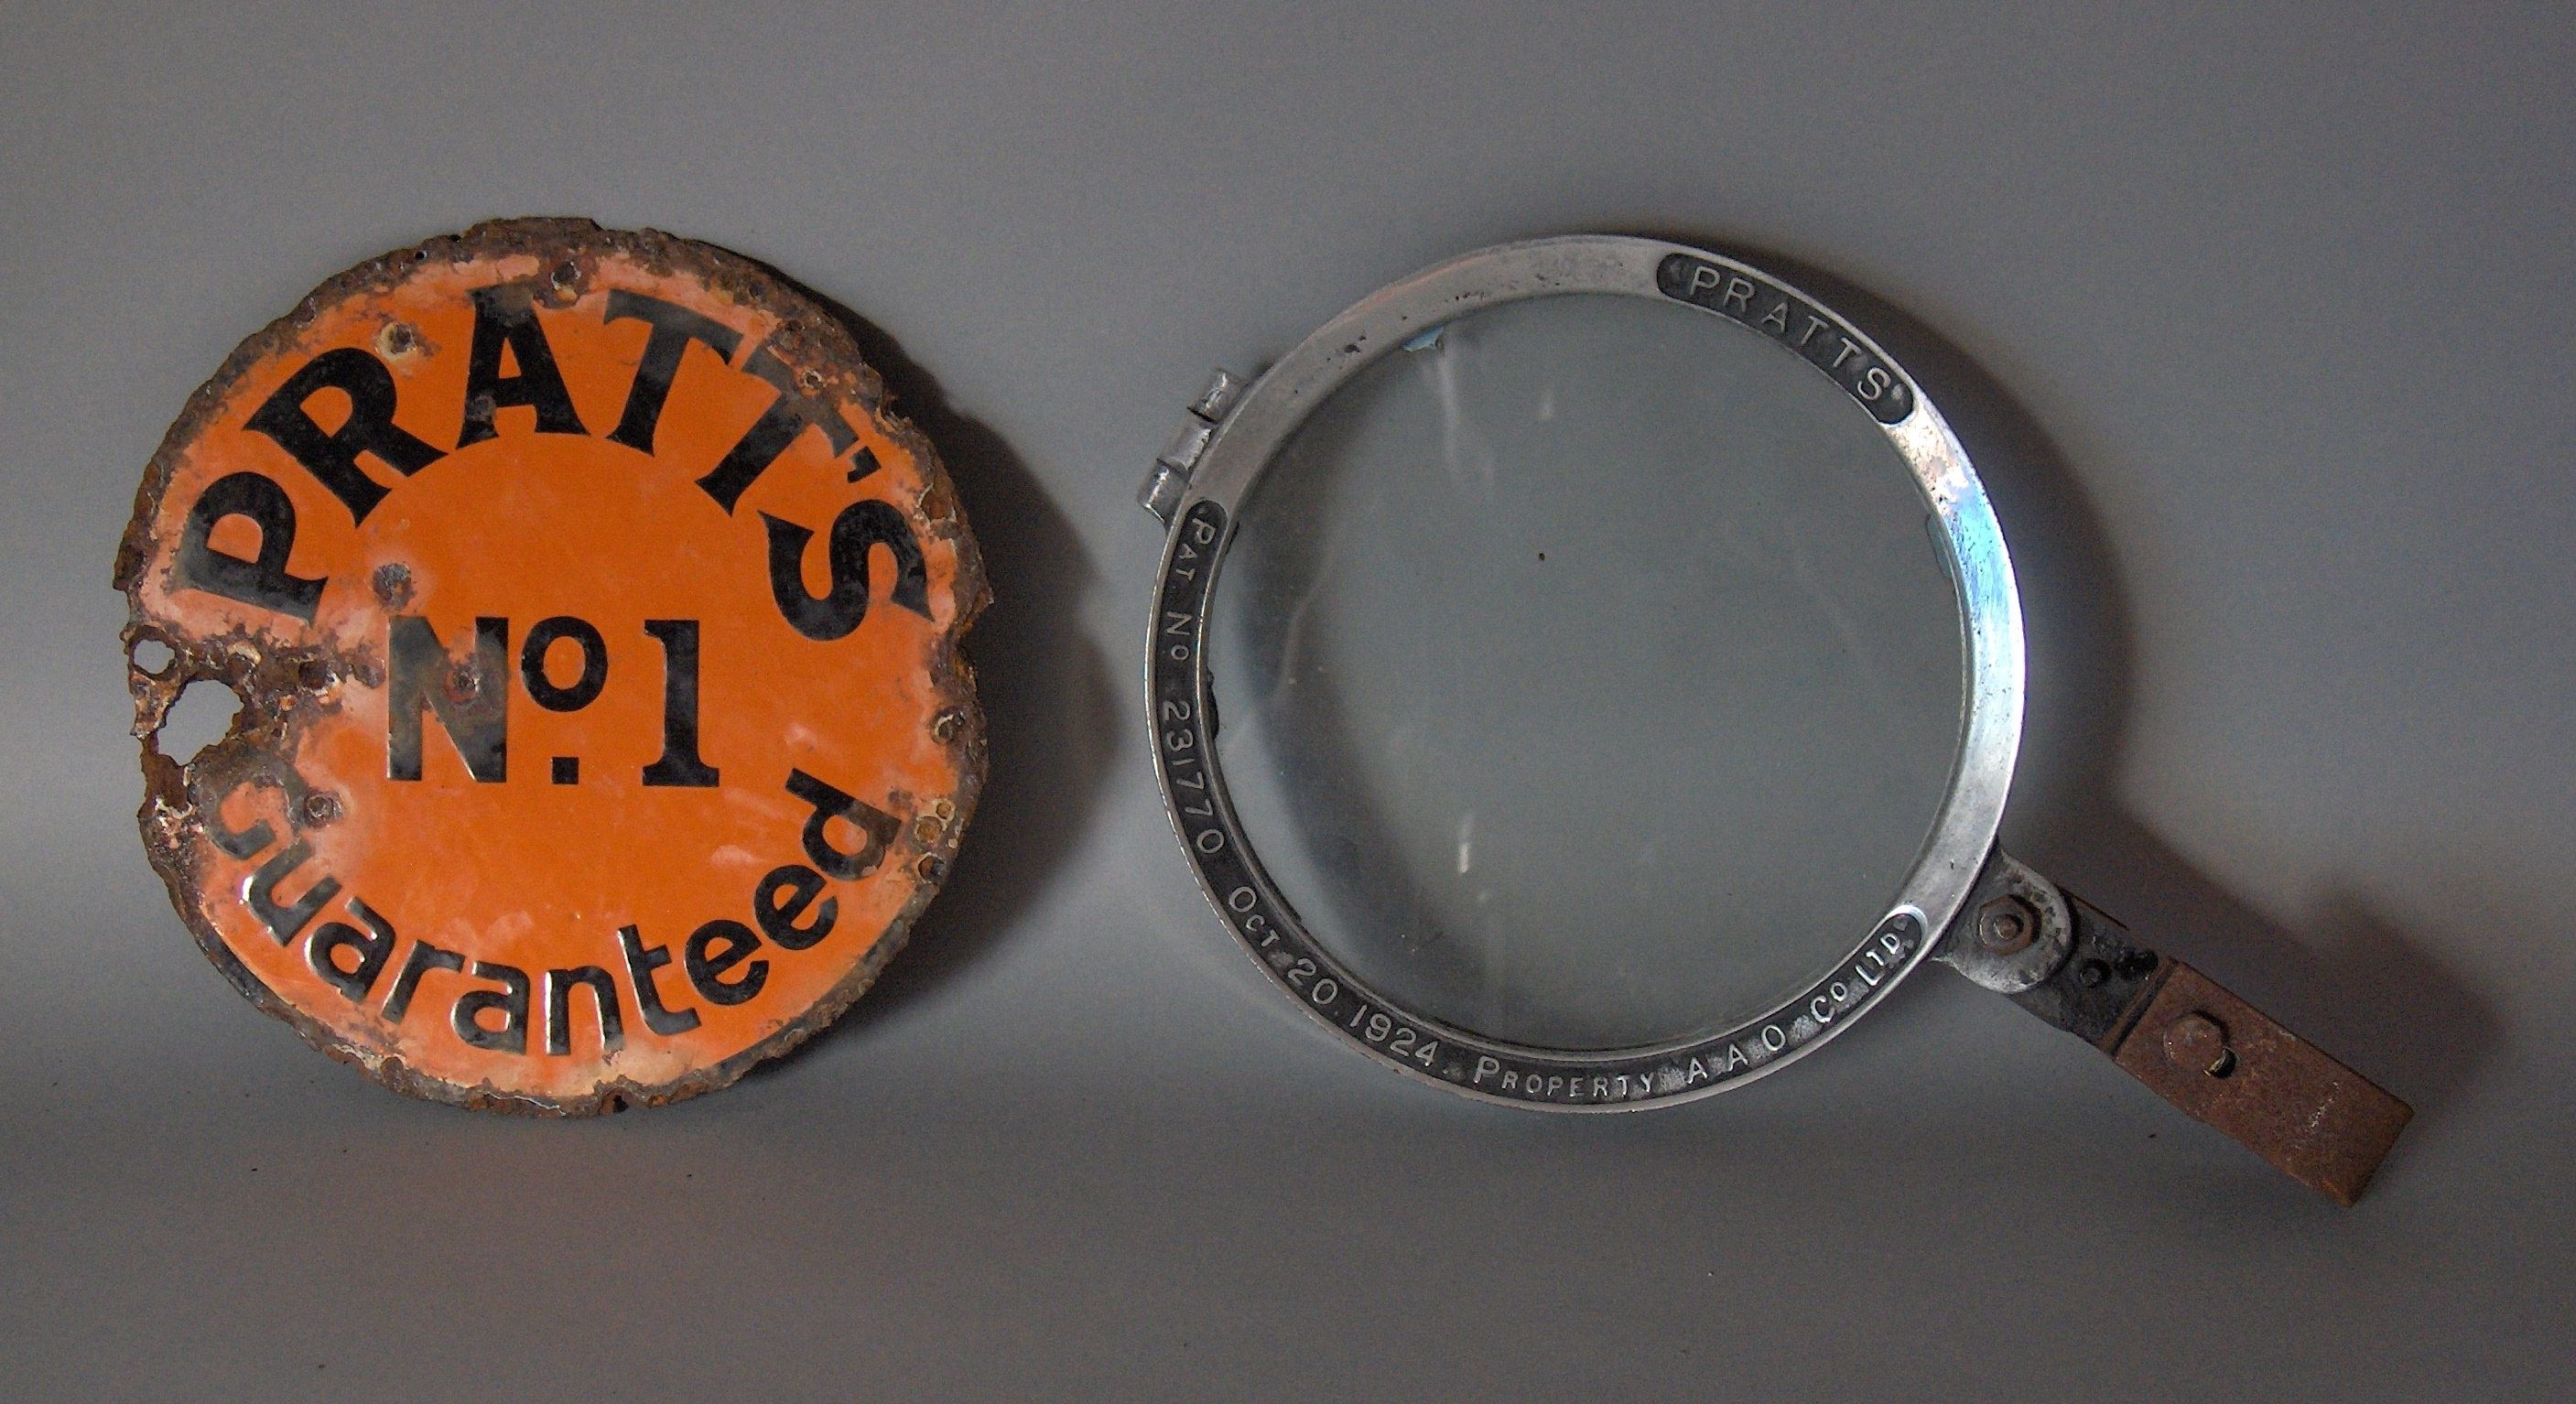 PRATT'S
No. 1
Guaranteed
PRATTS
PAT No 231770 OCT 20 1924 PROPERTY A A O Co LTD